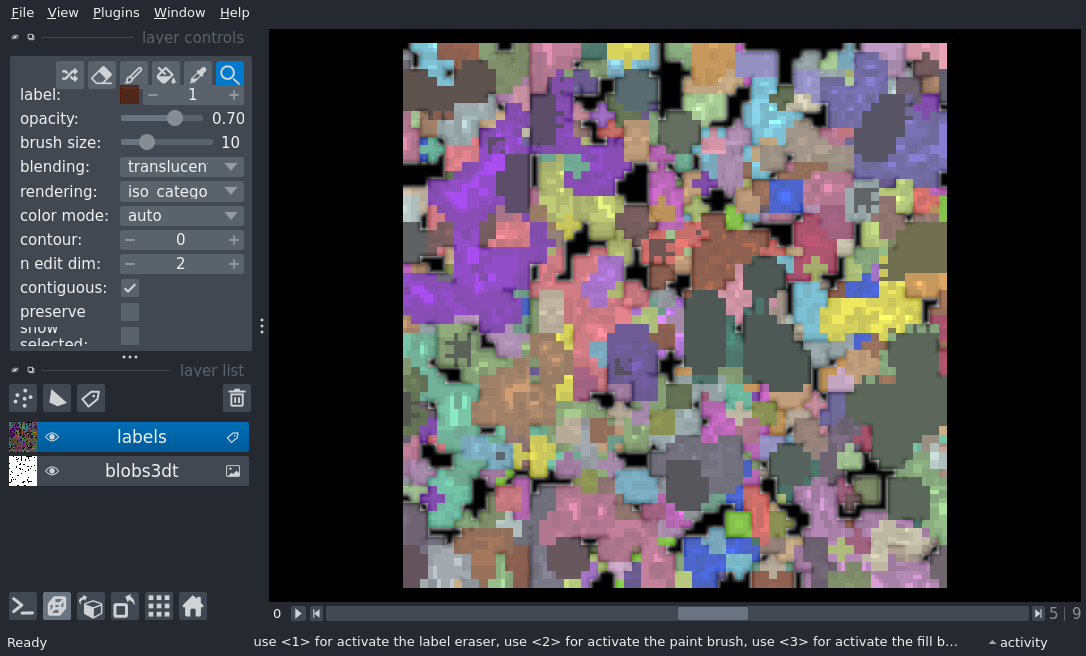 File View Plugins Window Help
layer controls
label: 1
opacity: 0.70
brush size: 10
blending: translucen
rendering: iso_catego
color mode: auto
contour: 0
n edit dim: 2
contiguous:
preserve
show
selected:
layer list
labels
blobs3dt
0 5 9
Ready use <1> for activate the label eraser, use <2> for activate the paint brush, use <3> for activate the fill b... activity